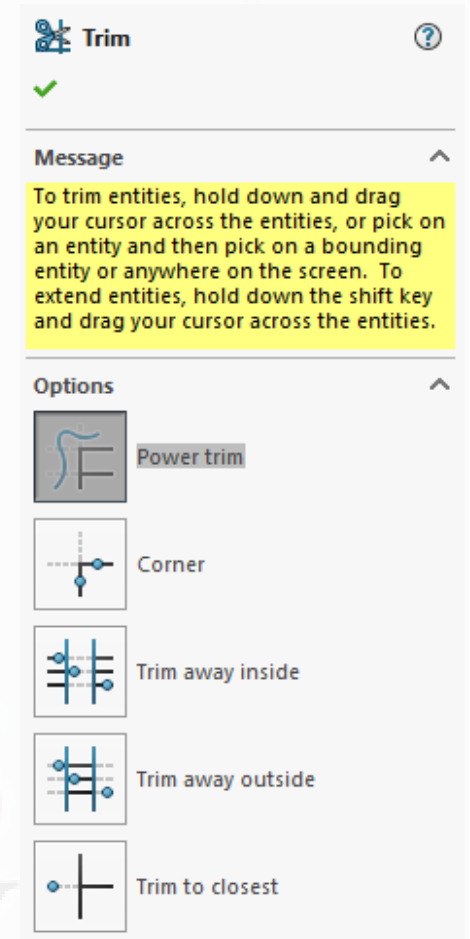 Trim
Message
To trim entities, hold down and drag
your cursor across the entities, or pick on
an entity and then pick on a bounding
entity or anywhere on the screen. To
extend entities, hold down the shift key
and drag your cursor across the entities.
Options
Power trim
Corner
Trim away inside
Trim away outside
Trim to closest